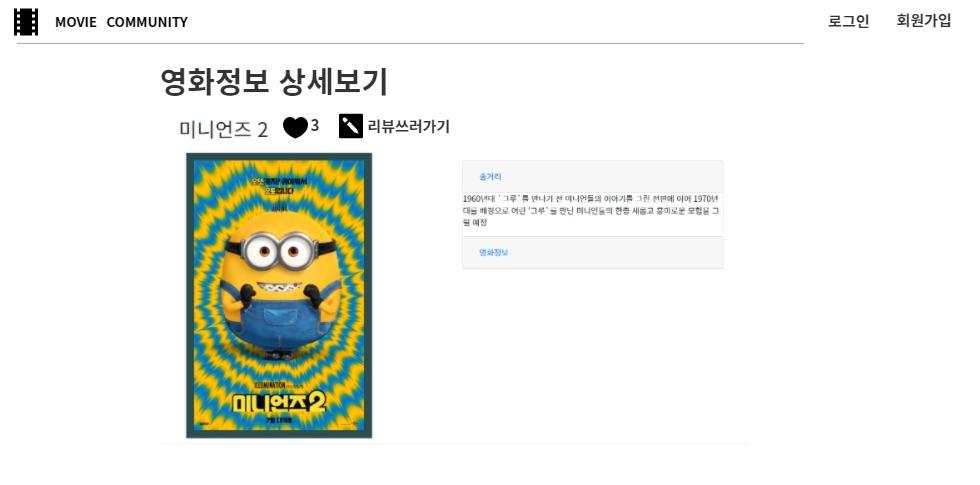 MOVIE COMMUNITY
로그인
회원가입
영화정보 상세보기
미니언즈 2
3
리뷰쓰러가기
줄거리
1960년대 `그루`를 만나기 전 미니언들의 이야기를 그린 전편에 이어 1970년
대를 배경으로 어린 '그루'를 만난 미니언들의 한층 새롭고 흥미로운 모험을 그
릴 예정
영화정보
ILLUMINATION
미니언즈2